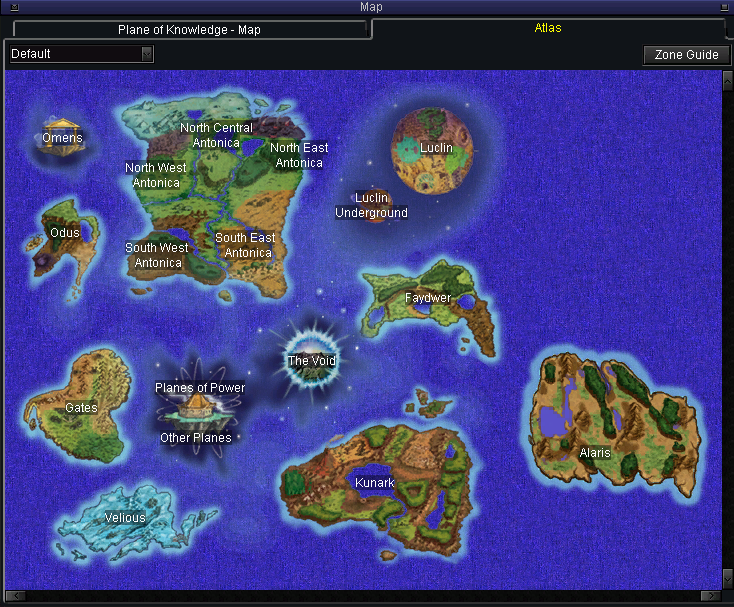 Map
Plane of Knowledge - Map
Atlas
Default
Zone Guide
Omens
North Central
Antonica
North East
Antonica
Luclin
North West
Antonica
Luclin
Underground
Odus
South West
Antonica
South East
Antonica
Faydwer
The Void
Planes of Power
Gates
Other Planes
Alaris
Kunark
Velious